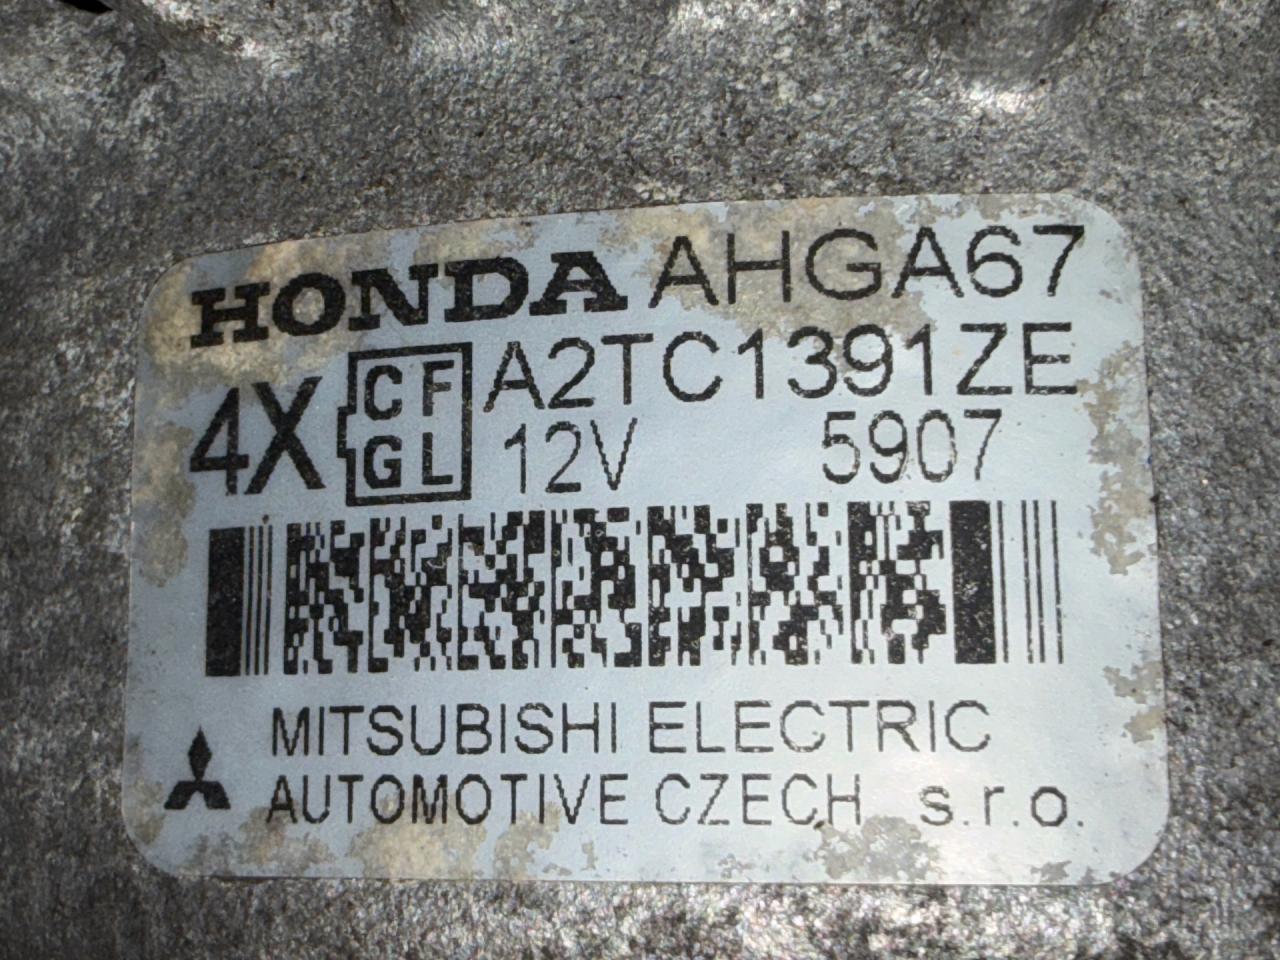 HONDA AHGA67
4X CF GL A2TC1391ZE
12V 5907
MITSUBISHI ELECTRIC
AUTOMOTIVE CZECH s.r.o.